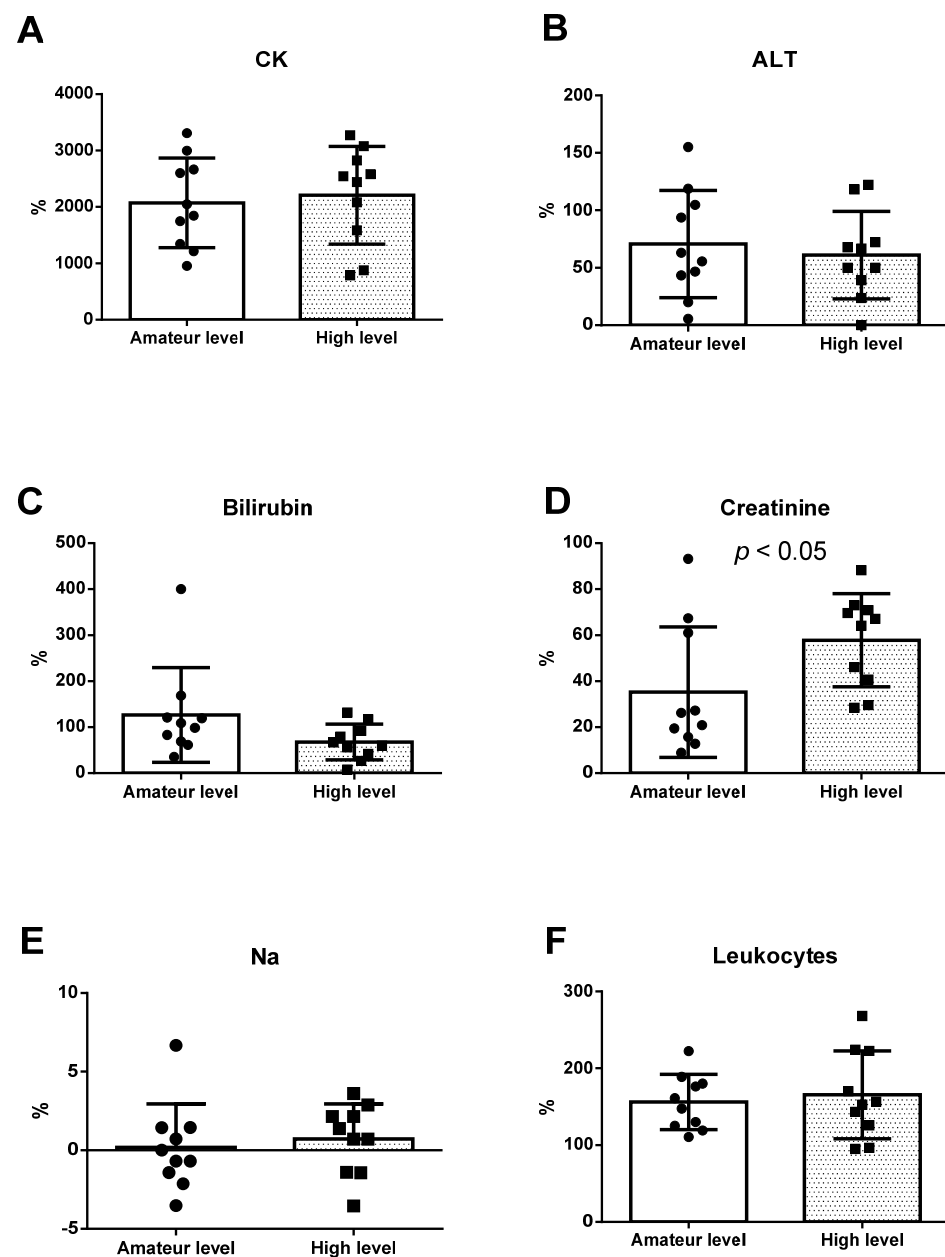 A
CK
4000
3000
2000
1000
0
%
Amateur level
High level
B
ALT
200
150
100
50
0
%
Amateur level
High level
C
Bilirubin
500
400
300
200
100
0
%
Amateur level
High level
D
Creatinine
p < 0.05
100
80
60
40
20
0
%
Amateur level
High level
E
Na
10
5
0
-5
%
Amateur level
High level
F
Leukocytes
300
200
100
0
%
Amateur level
High level